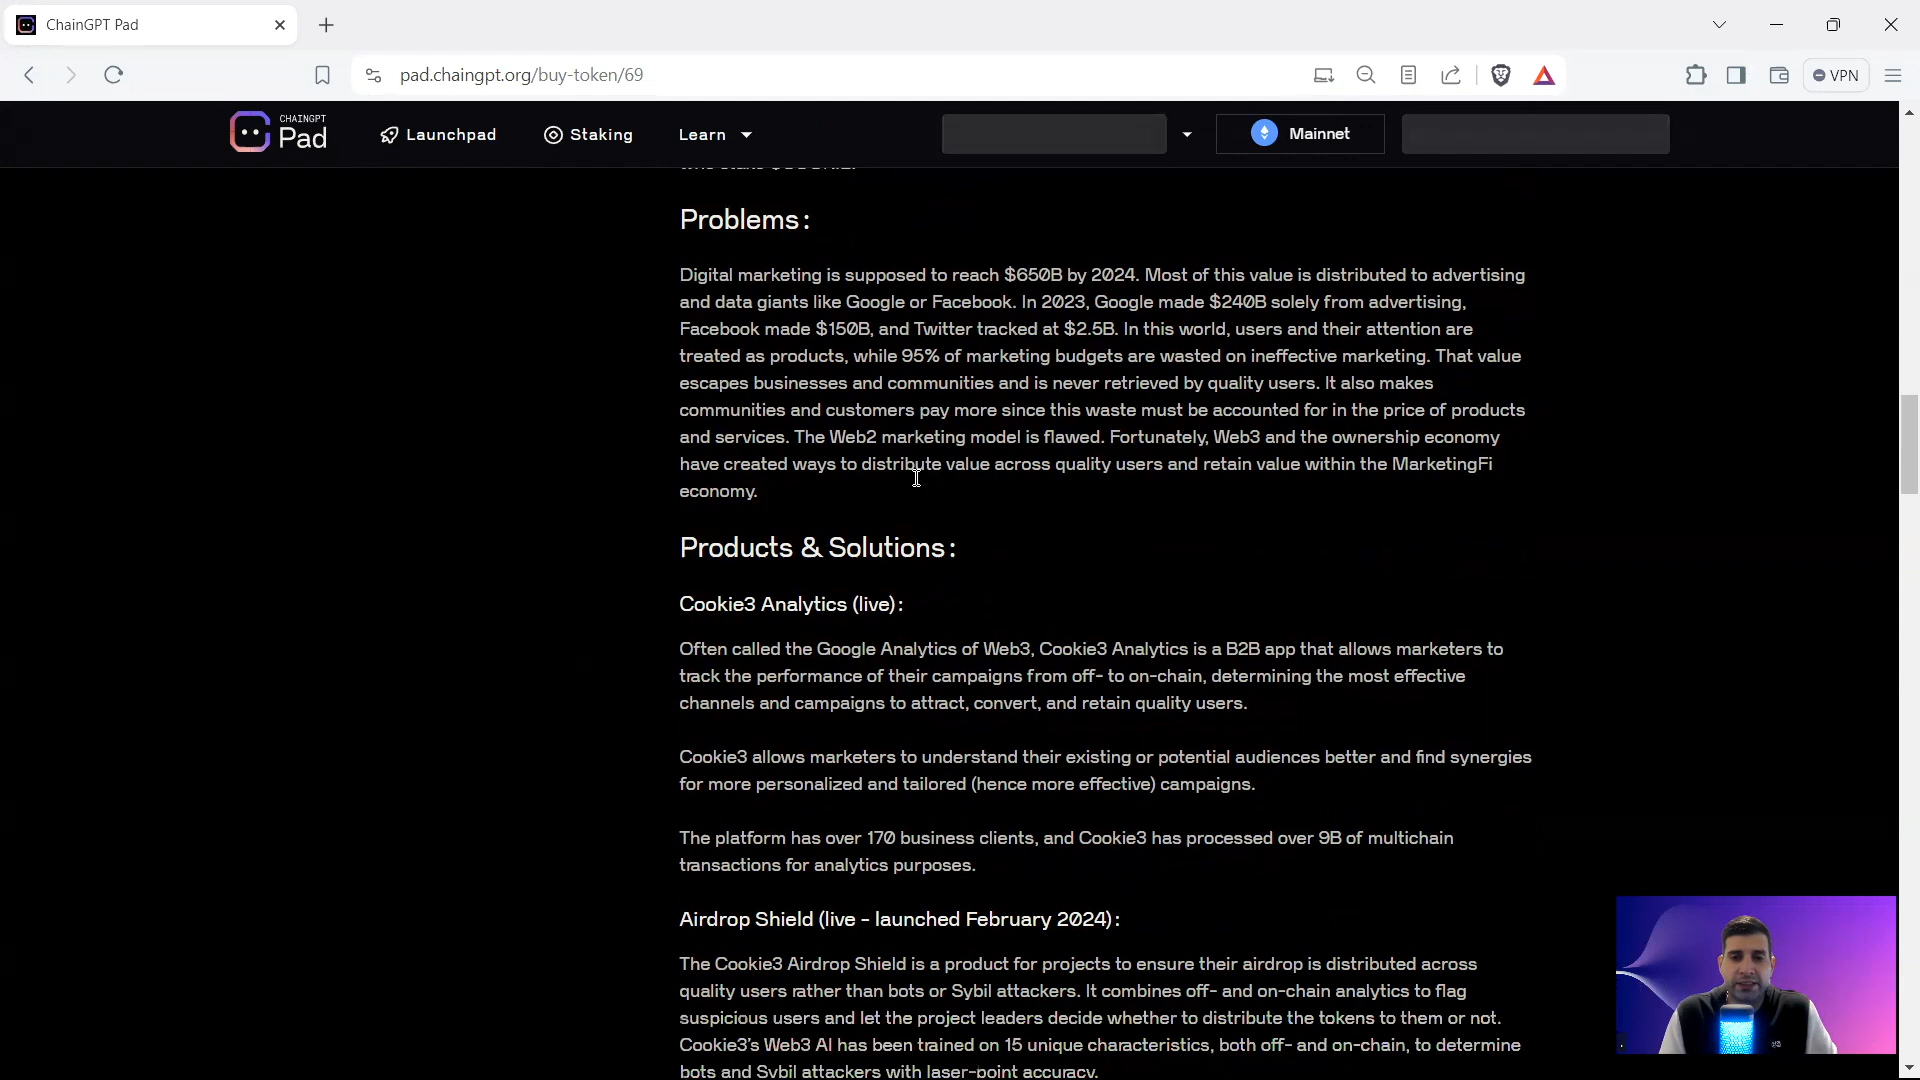 ChainGPT Pad
pad.chaingpt.org/buy-token/69
VPN
CHAINGPT
Pad
Launchpad
Staking
Learn
Mainnet
Problems:
Digital marketing is supposed to reach $650B by 2024. Most of this value is distributed to advertising
and data giants like Google or Facebook. In 2023, Google made $240B solely from advertising,
Facebook made $150B, and Twitter tracked at $2.5B. In this world, users and their attention are
treated as products, while 95% of marketing budgets are wasted on ineffective marketing. That value
escapes businesses and communities and is never retrieved by quality users. It also makes
communities and customers pay more since this waste must be accounted for in the price of products
and services. The Web2 marketing model is flawed. Fortunately, Web3 and the ownership economy
have created ways to distribute value across quality users and retain value within the MarketingFi
economy.
Products & Solutions:
Cookie3 Analytics (live):
Often called the Google Analytics of Web3, Cookie3 Analytics is a B2B app that allows marketers to
track the performance of their campaigns from off- to on-chain, determining the most effective
channels and campaigns to attract, convert, and retain quality users.
Cookie3 allows marketers to understand their existing or potential audiences better and find synergies
for more personalized and tailored (hence more effective) campaigns.
The platform has over 170 business clients, and Cookie3 has processed over 9B of multichain
transactions for analytics purposes.
Airdrop Shield (live - launched February 2024):
The Cookie3 Airdrop Shield is a product for projects to ensure their airdrop is distributed across
quality users rather than bots or Sybil attackers. It combines off- and on-chain analytics to flag
suspicious users and let the project leaders decide whether to distribute the tokens to them or not.
Cookie3's Web3 AI has been trained on 15 unique characteristics, both off- and on-chain, to determine
bots and Sybil attackers with laser-point accuracy.